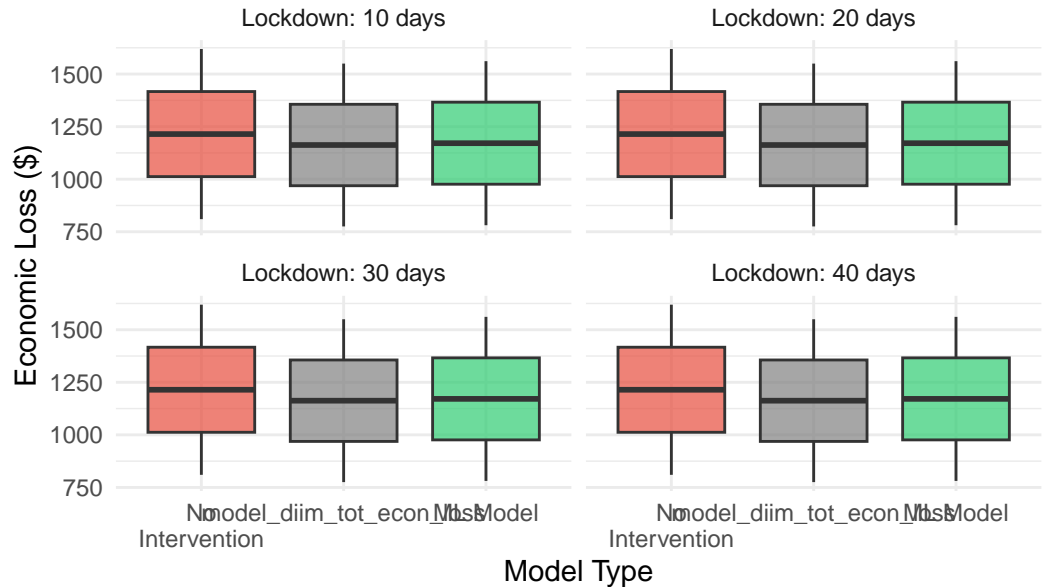 Lockdown: 10 days
Lockdown: 20 days
1500
1250
1000
750
Lockdown: 30 days
Lockdown: 40 days
1500
1250
1000
750
Economic Loss ($)
No
Intervention
model_diim_tot_econ_loss
ML Model
No
Intervention
model_diim_tot_econ_loss
ML Model
Model Type